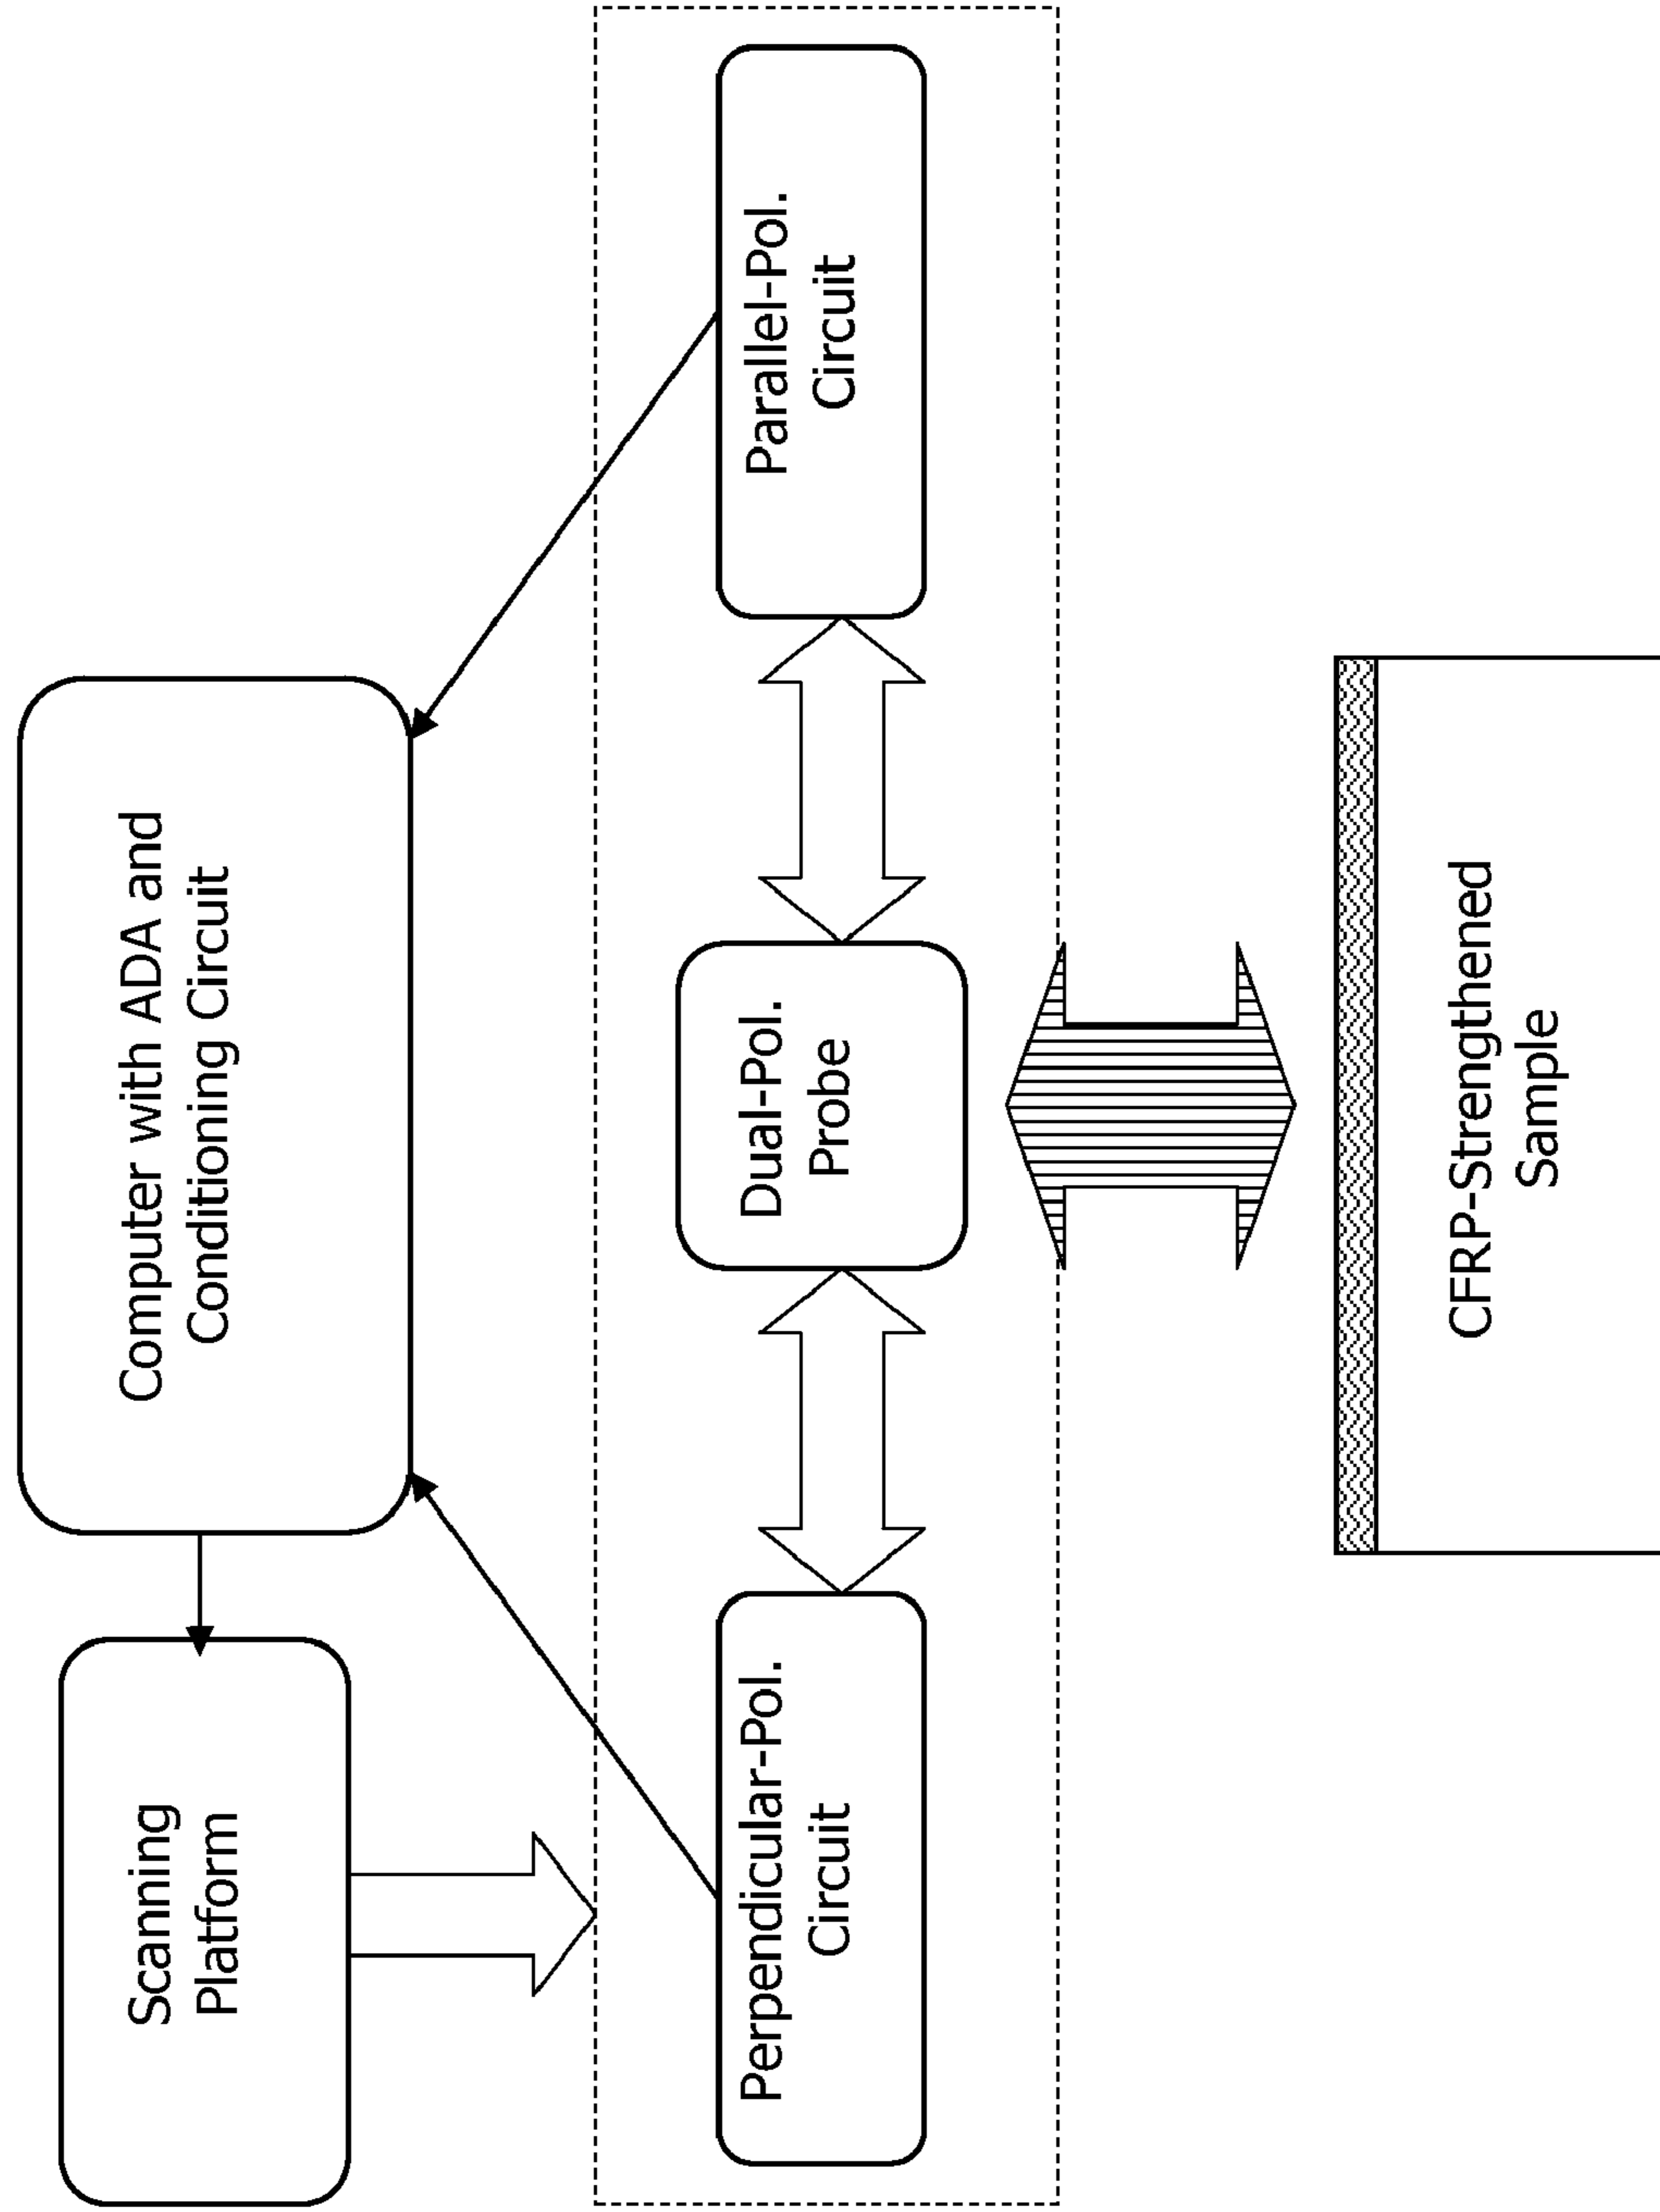 Scanning
Platform
Computer with ADA and
Conditioning Circuit
Perpendicular-Pol.
Circuit
Dual-Pol.
Probe
Parallel-Pol.
Circuit
CFRP-Strengthened
Sample